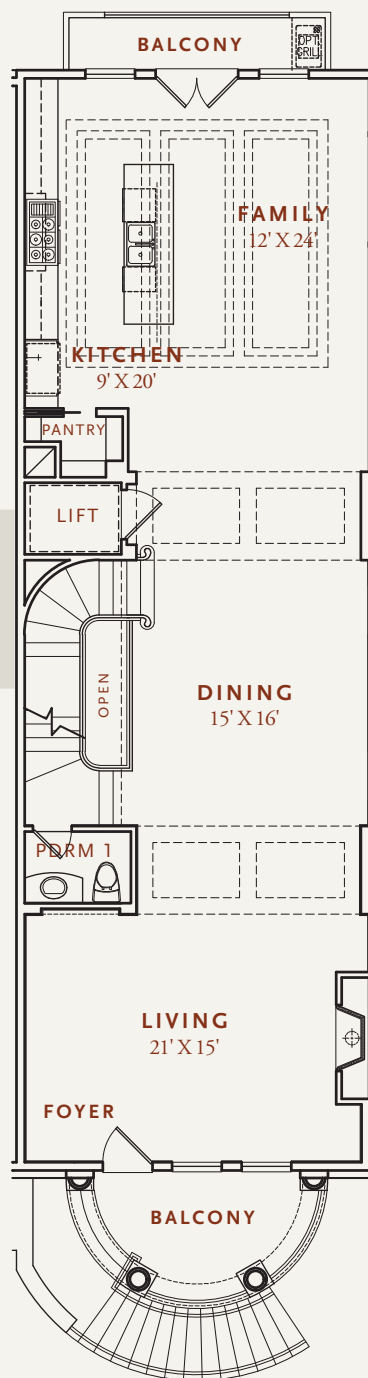 BALCONY
OPT
GRILL
FAMILY
12' X 24'
KITCHEN
9' X 20'
PANTRY
LIFT
OPEN
DINING
15' X 16'
PDRM 1
LIVING
21' X 15'
FOYER
BALCONY